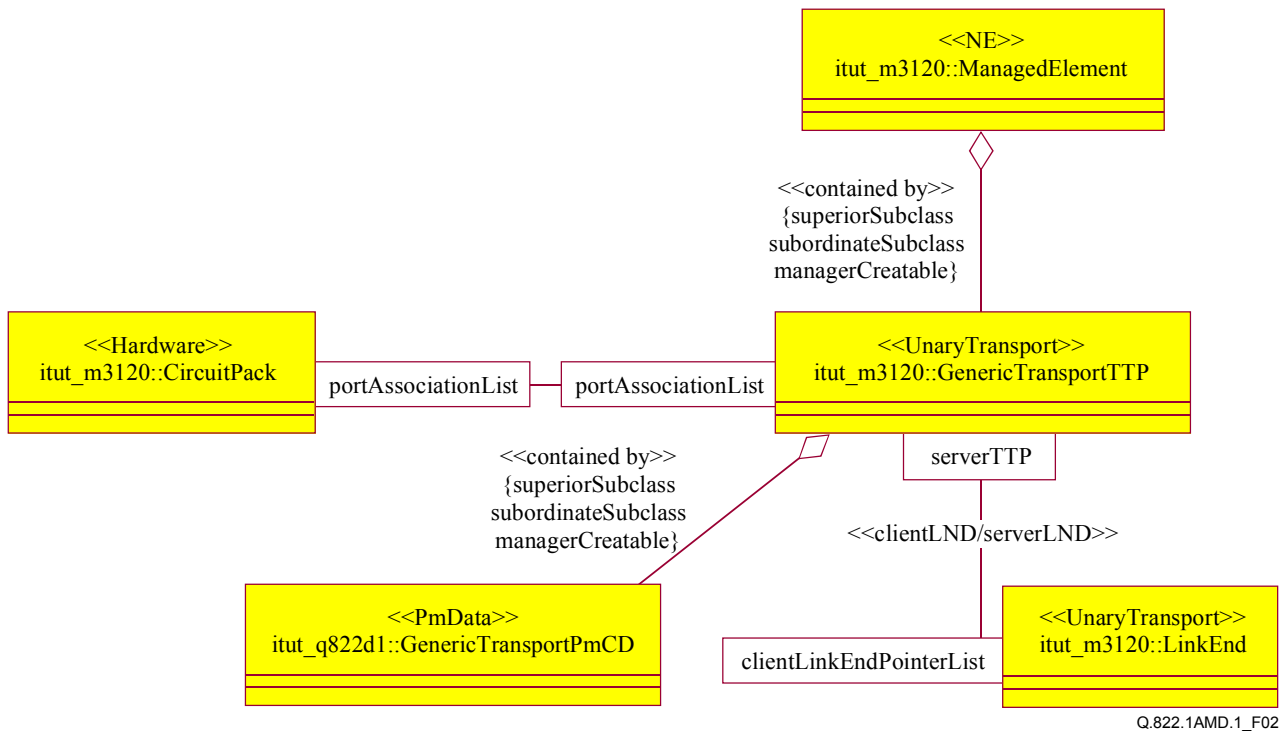 <<NE>>
itut_m3120::ManagedElement
<<contained by>>
{superiorSubclass
subordinateSubclass
managerCreatable}
<<Hardware>>
itut_m3120::CircuitPack
portAssociationList
portAssociationList
<<UnaryTransport>>
itut_m3120::GenericTransportTTP
<<contained by>>
{superiorSubclass
subordinateSubclass
managerCreatable}
serverTTP
<<clientLND/serverLND>>
<<PmData>>
itut_q822d1::GenericTransportPmCD
clientLinkEndPointerList
<<UnaryTransport>>
itut_m3120::LinkEnd
Q.822.1AMD.1_F02